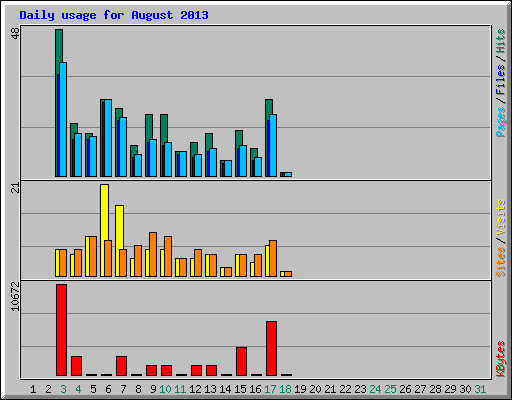 Daily usage for August 2013
48
Pages / Files / Hits
21
Sites / Visits
10672
KBytes
1 2 3 4 5 6 7 8 9 10 11 12 13 14 15 16 17 18 19 20 21 22 23 24 25 26 27 28 29 30 31